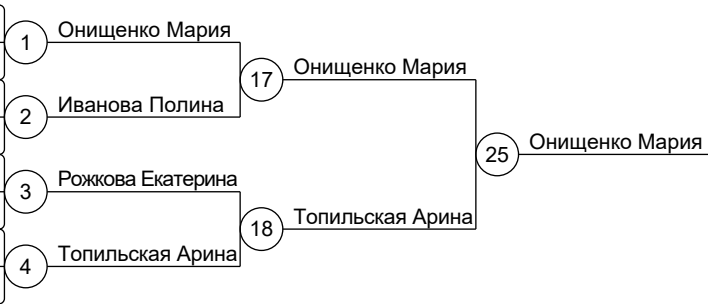 Онищенко Мария
1
Онищенко Мария
17
Иванова Полина
2
Онищенко Мария
25
Рожкова Екатерина
3
Топильская Арина
18
Топильская Арина
4